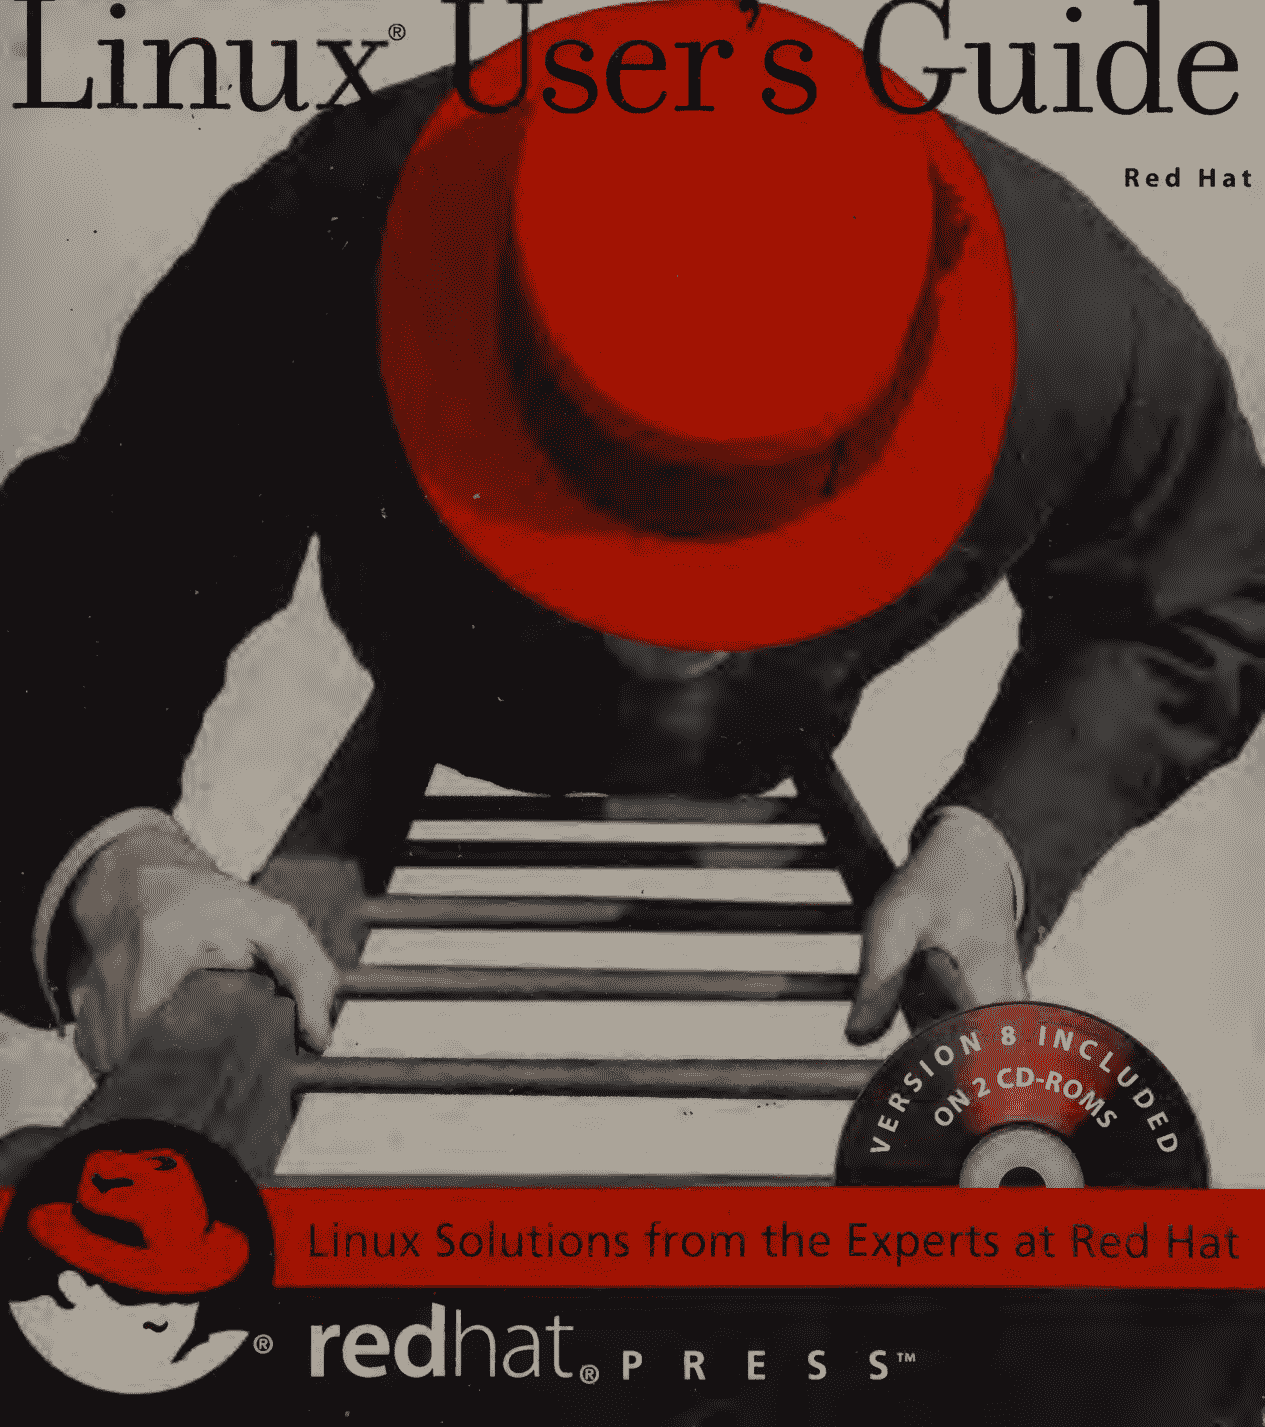 Linux® User's Guide
Red Hat
VERSION 8 INCLUDED
ON 2 CD-ROMS
Linux Solutions from the Experts at Red Hat
® redhat® PRESS™